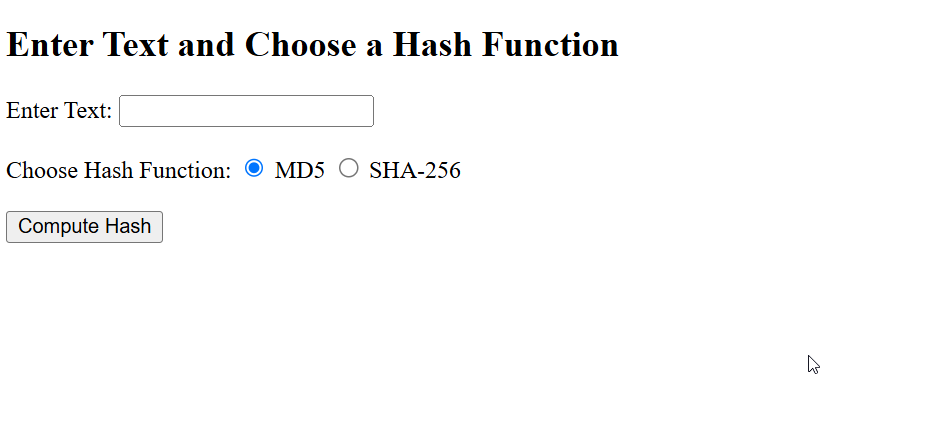 Enter Text and Choose a Hash Function
Enter Text:
Choose Hash Function: MD5 SHA-256
Compute Hash